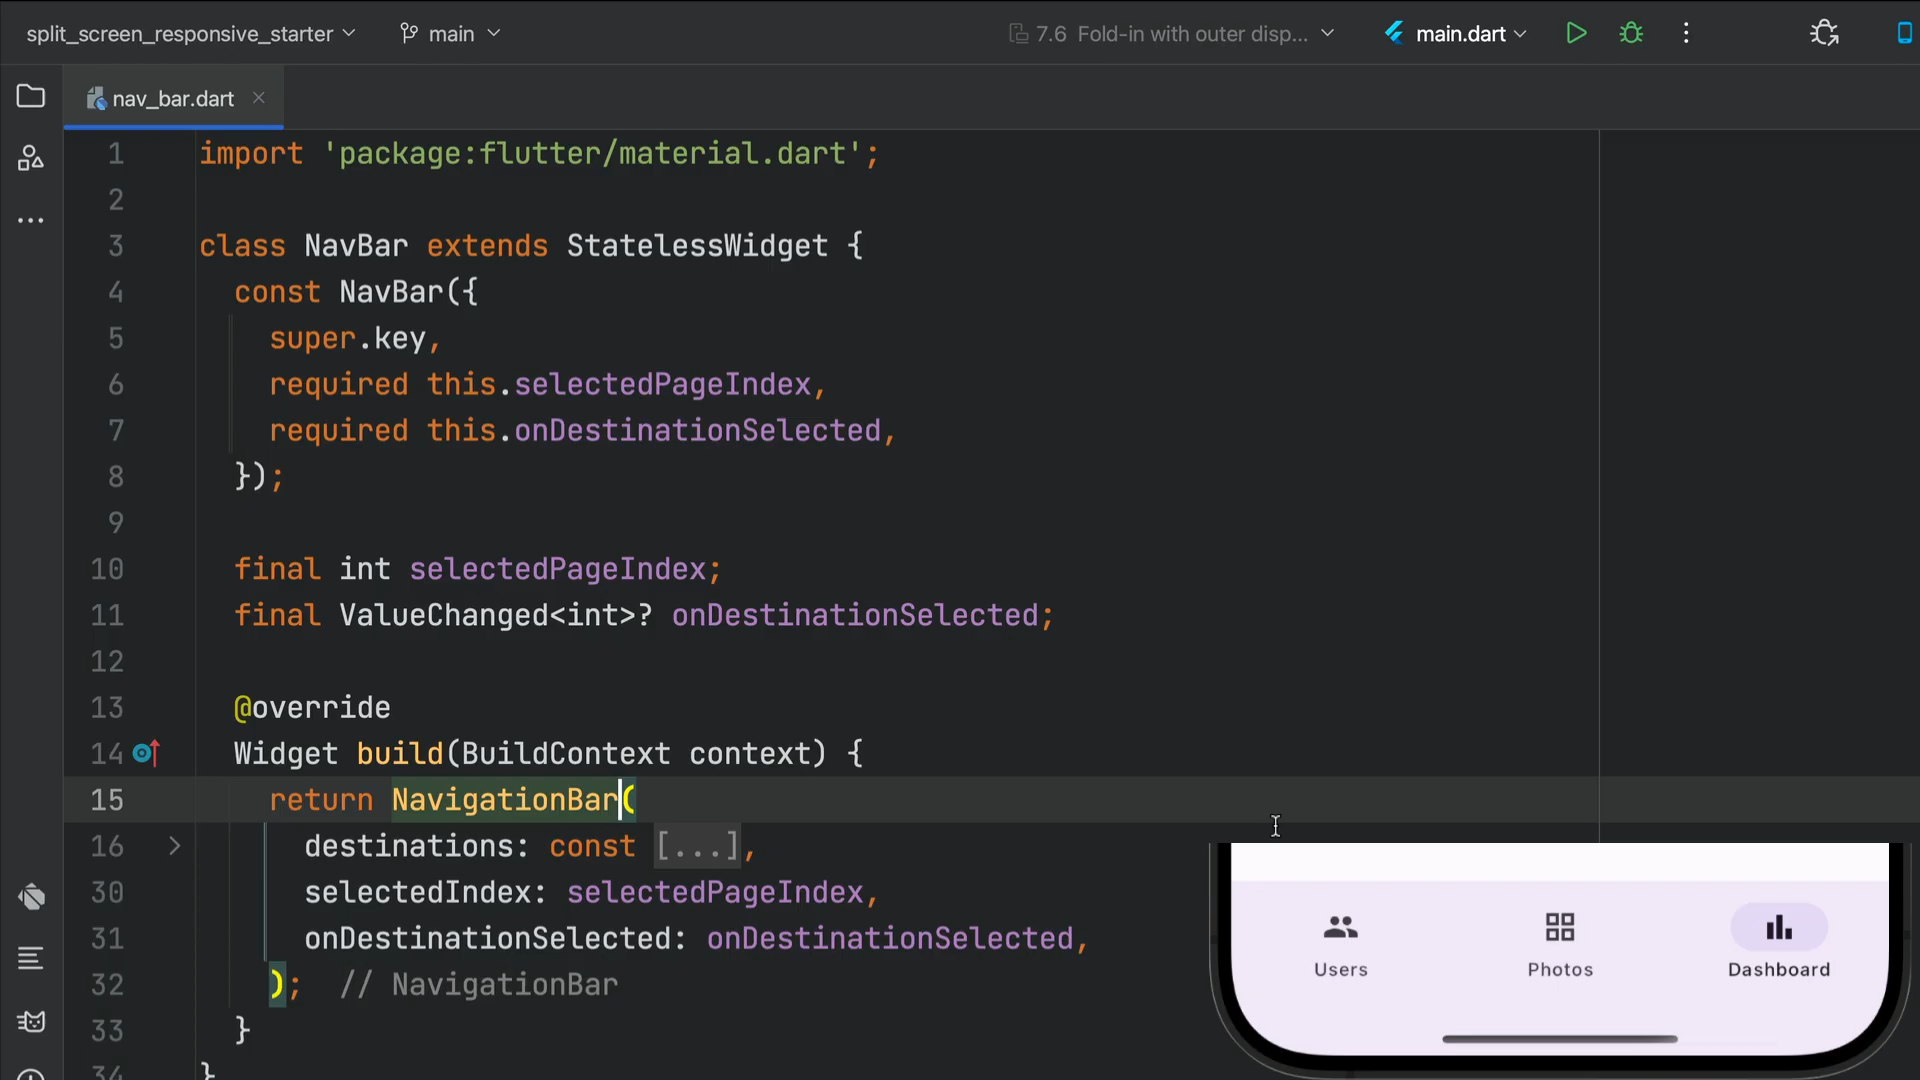 split_screen_responsive_starter
main
7.6 Fold-in with outer disp...
main.dart
nav_bar.dart
1 import 'package:flutter/material.dart';
2
3 class NavBar extends StatelessWidget {
4 const NavBar({
5 super.key,
6 required this.selectedPageIndex,
7 required this.onDestinationSelected,
8 });
9
10 final int selectedPageIndex;
11 final ValueChanged<int>? onDestinationSelected;
12
13 @override
14 Widget build(BuildContext context) {
15 return NavigationBar(
16 destinations: const [...],
30 selectedIndex: selectedPageIndex,
31 onDestinationSelected: onDestinationSelected,
32 ); // NavigationBar
33 }
34 }
Users
Photos
Dashboard